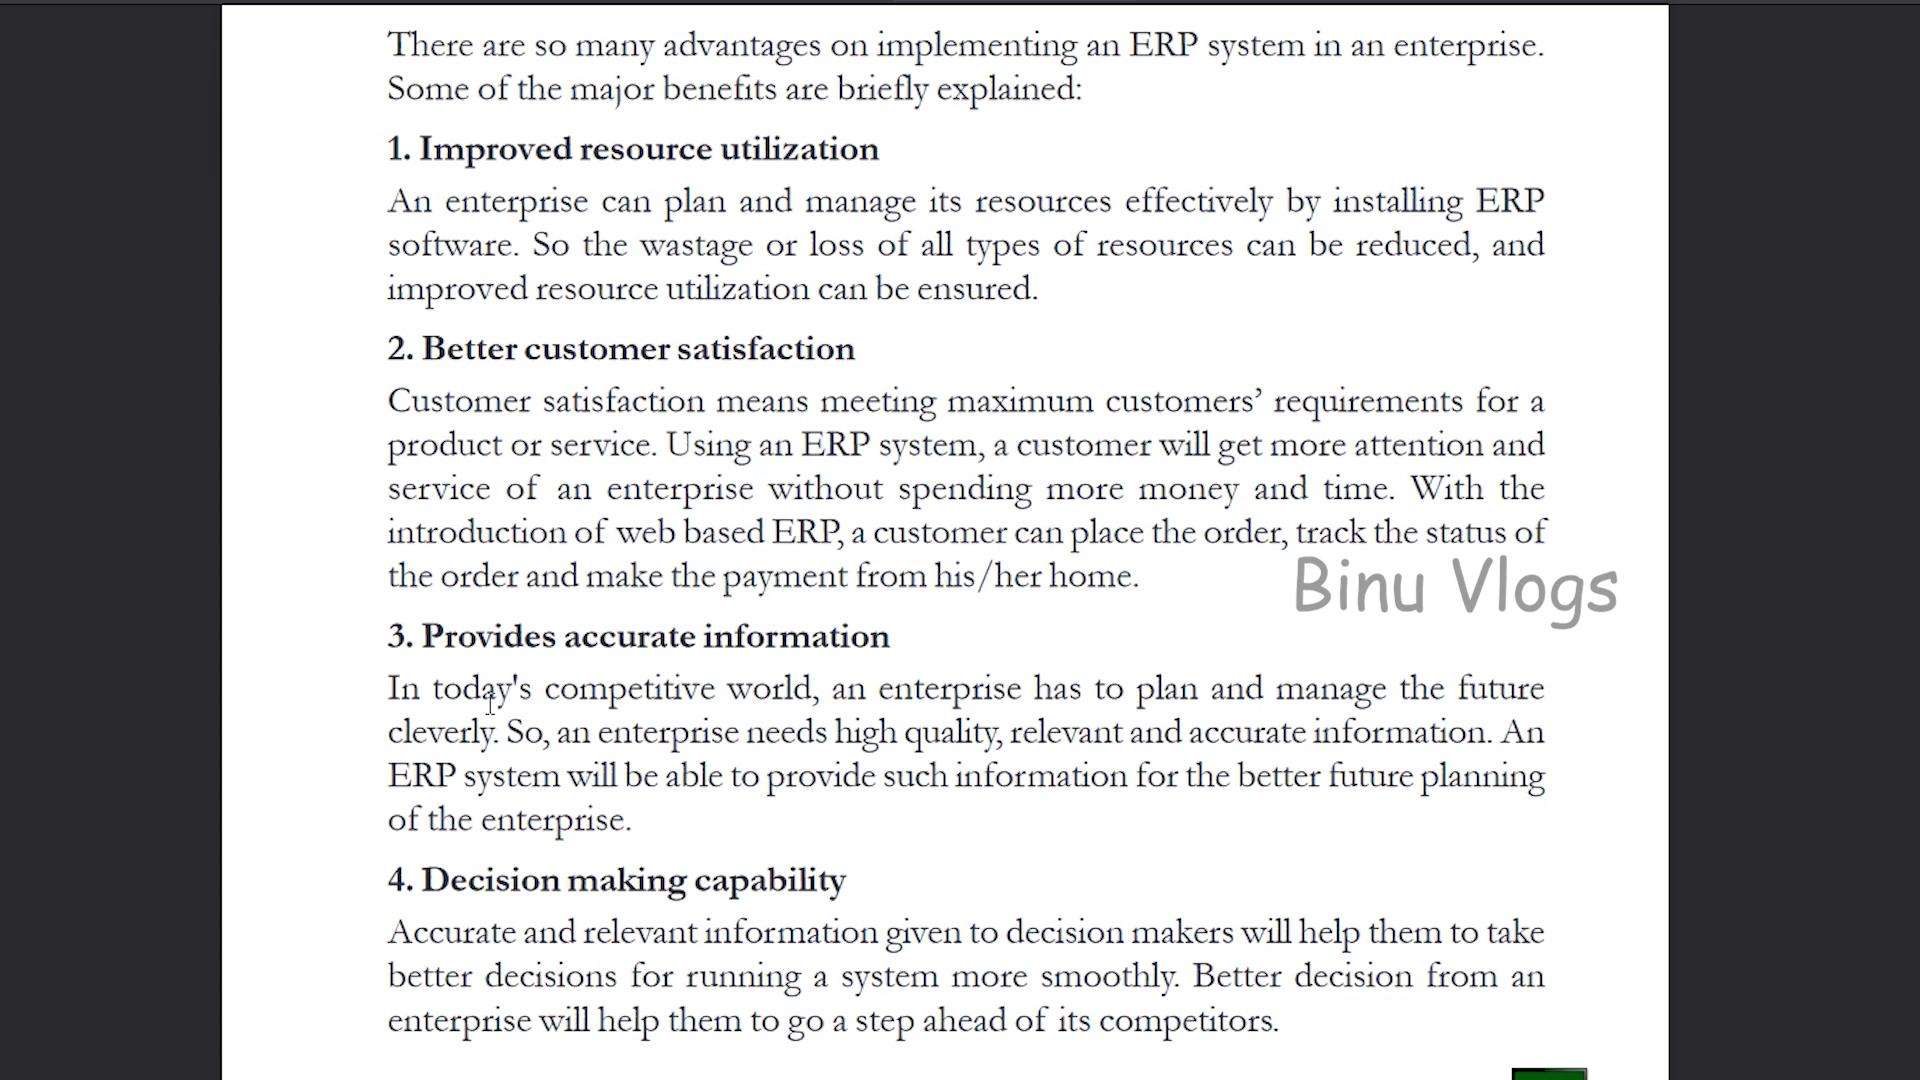 There are so many advantages on implementing an ERP system in an enterprise.
Some of the major benefits are briefly explained:
1. Improved resource utilization
An enterprise can plan and manage its resources effectively by installing ERP
software. So the wastage or loss of all types of resources can be reduced, and
improved resource utilization can be ensured.
2. Better customer satisfaction
Customer satisfaction means meeting maximum customers’ requirements for a
product or service. Using an ERP system, a customer will get more attention and
service of an enterprise without spending more money and time. With the
introduction of web based ERP, a customer can place the order, track the status of
the order and make the payment from his/her home.
Binu Vlogs
3. Provides accurate information
In today's competitive world, an enterprise has to plan and manage the future
cleverly. So, an enterprise needs high quality, relevant and accurate information. An
ERP system will be able to provide such information for the better future planning
of the enterprise.
4. Decision making capability
Accurate and relevant information given to decision makers will help them to take
better decisions for running a system more smoothly. Better decision from an
enterprise will help them to go a step ahead of its competitors.